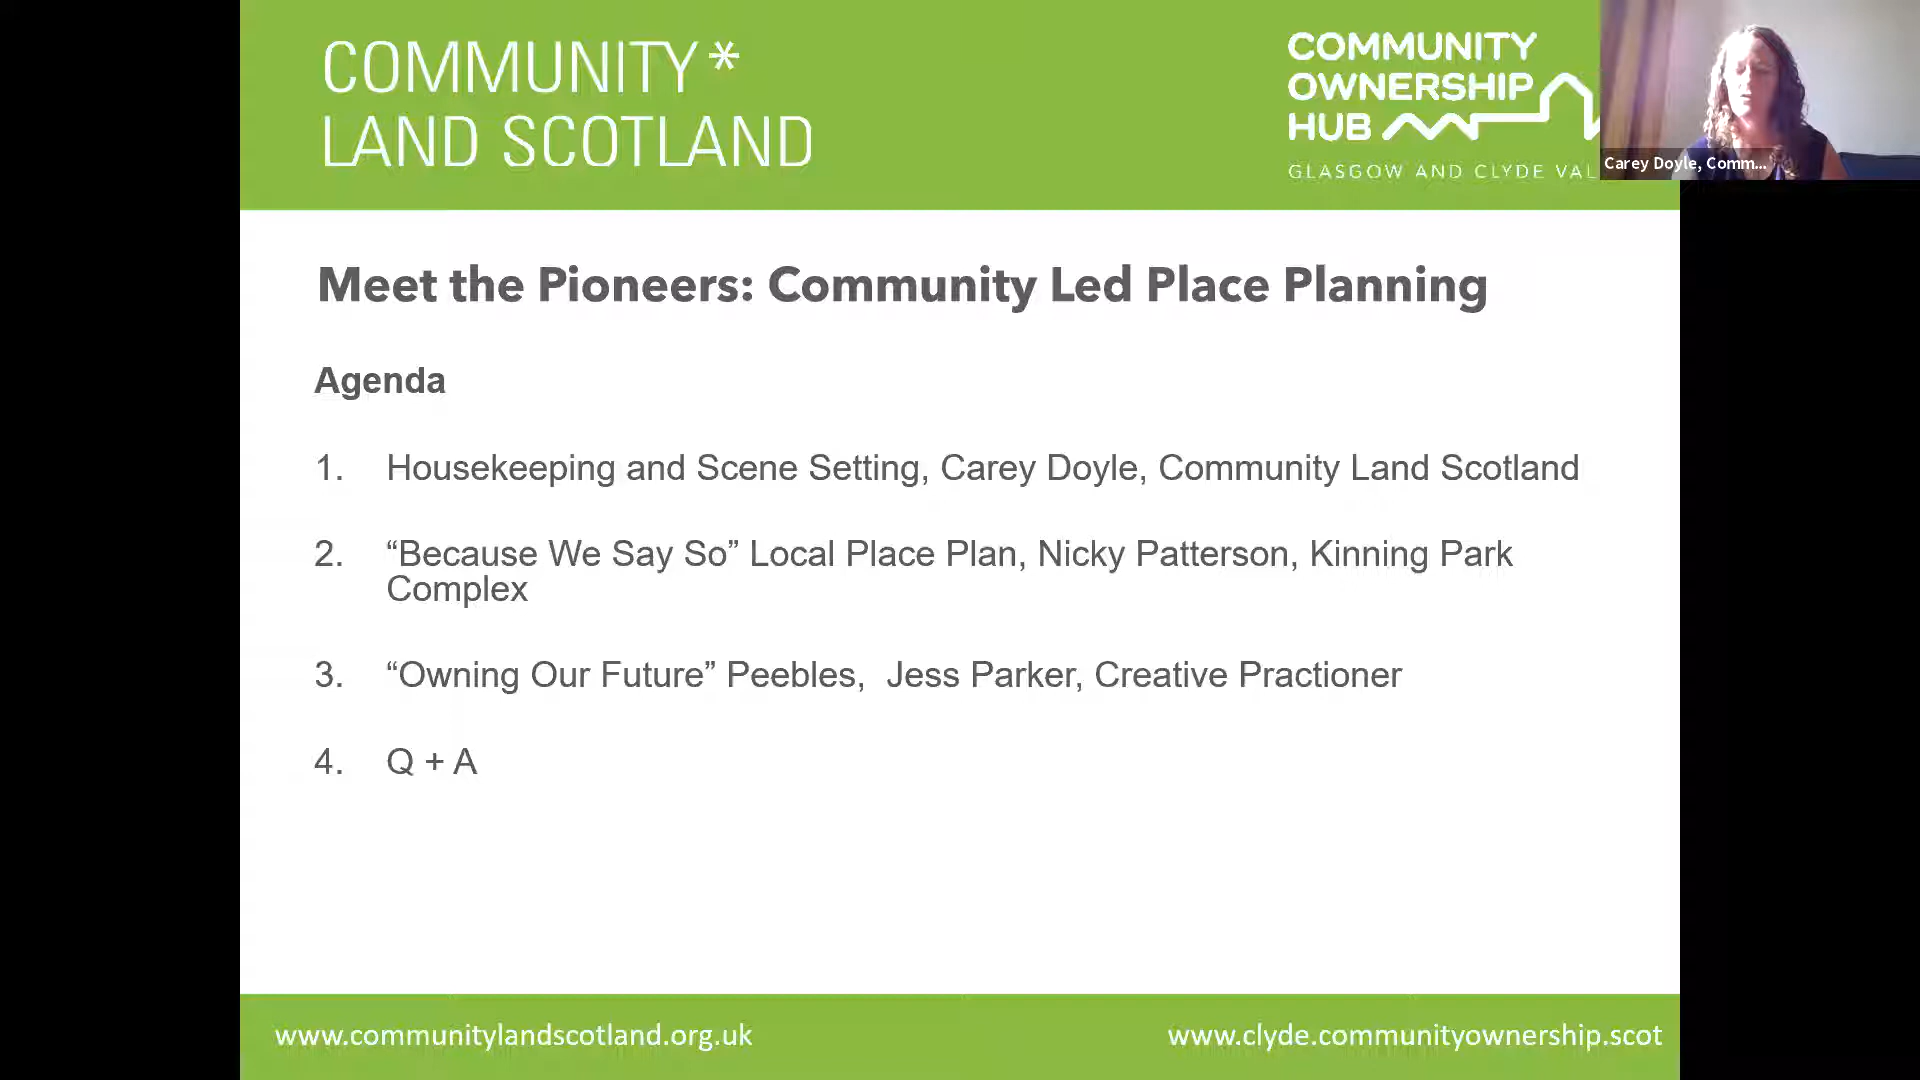 COMMUNITY*
LAND SCOTLAND
COMMUNITY
OWNERSHIP
HUB
GLASGOW AND CLYDE VAL
Carey Doyle, Comm...
Meet the Pioneers: Community Led Place Planning
Agenda
1. Housekeeping and Scene Setting, Carey Doyle, Community Land Scotland
2. “Because We Say So” Local Place Plan, Nicky Patterson, Kinning Park
Complex
3. “Owning Our Future” Peebles,  Jess Parker, Creative Practioner
4. Q + A
www.communitylandscotland.org.uk
www.clyde.communityownership.scot